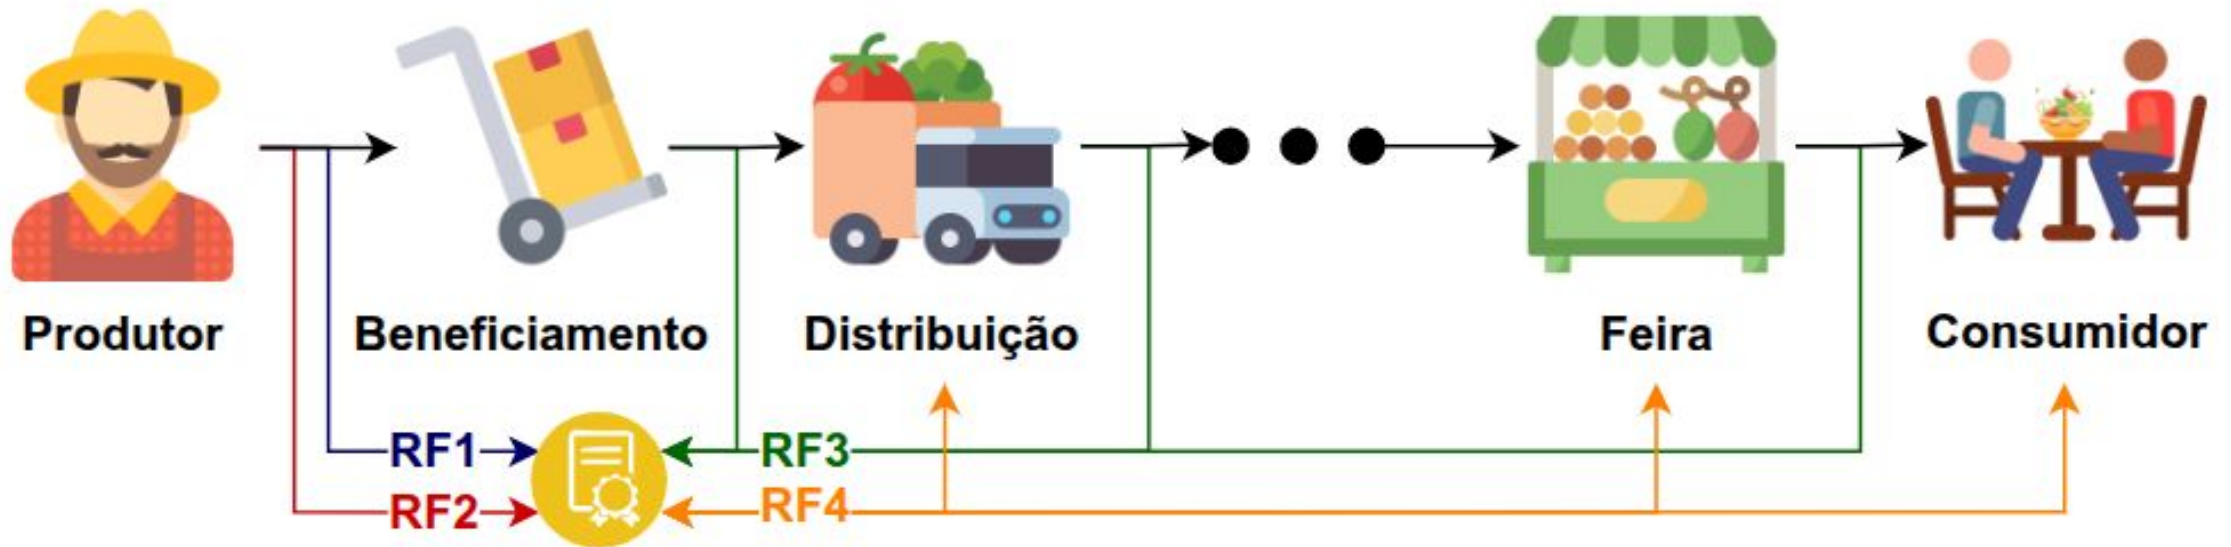 Produtor
Beneficiamento
Distribuição
Feira
Consumidor
RF1
RF3
RF2
RF4